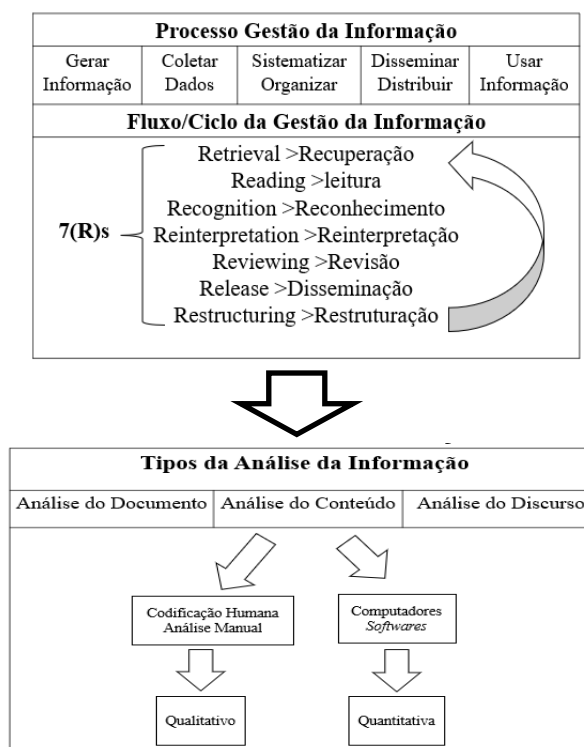 Processo Gestão da Informação
Gerar Informação
Coletar Dados
Sistematizar Organizar
Disseminar Distribuir
Usar Informação
Fluxo/Ciclo da Gestão da Informação
7(R)s
Retrieval >Recuperação
Reading >leitura
Recognition >Reconhecimento
Reinterpretation >Reinterpretação
Reviewing >Revisão
Release >Disseminação
Restructuring >Restruturação
Tipos da Análise da Informação
Análise do Documento
Análise do Conteúdo
Análise do Discurso
Codificação Humana
Análise Manual
Computadores
Softwares
Qualitativo
Quantitativa